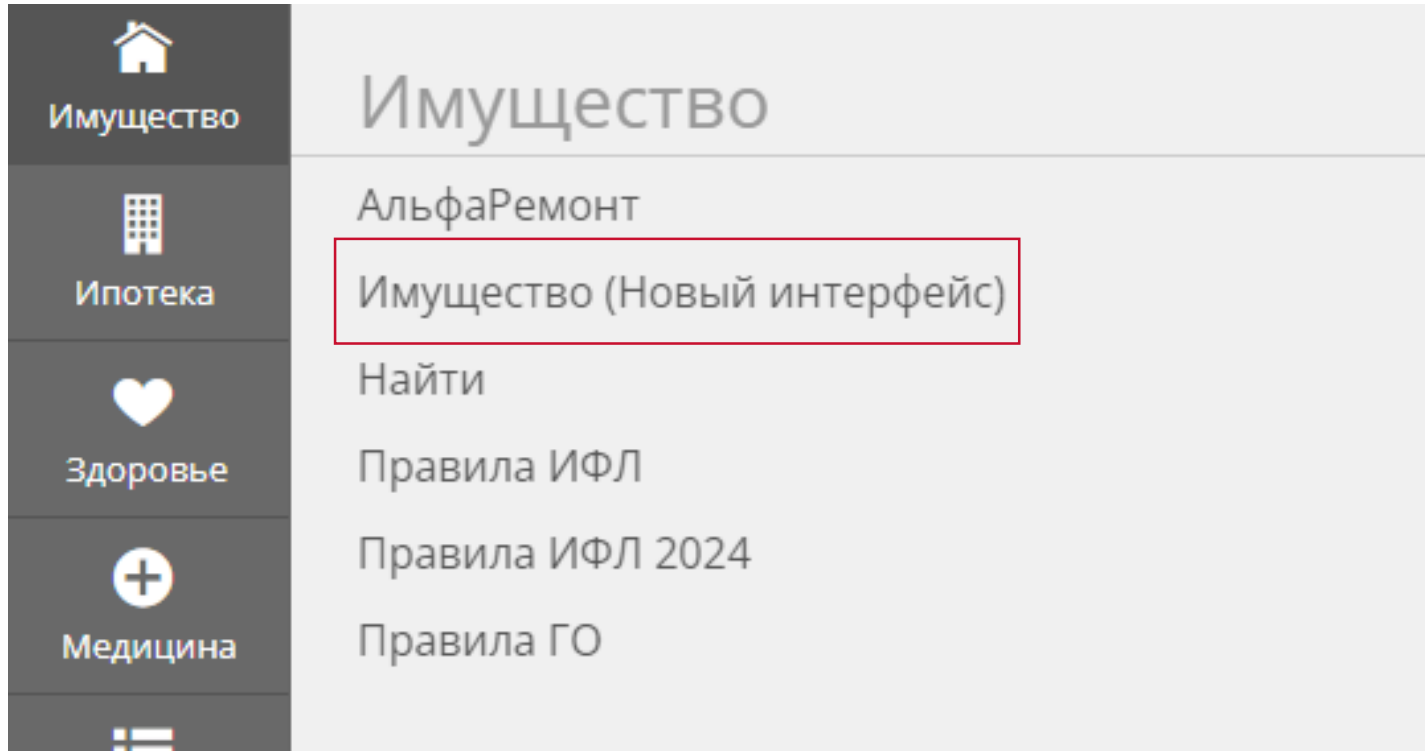 Имущество
Ипотека
Здоровье
Медицина
Имущество
АльфаРемонт
Имущество (Новый интерфейс)
Найти
Правила ИФЛ
Правила ИФЛ 2024
Правила ГО